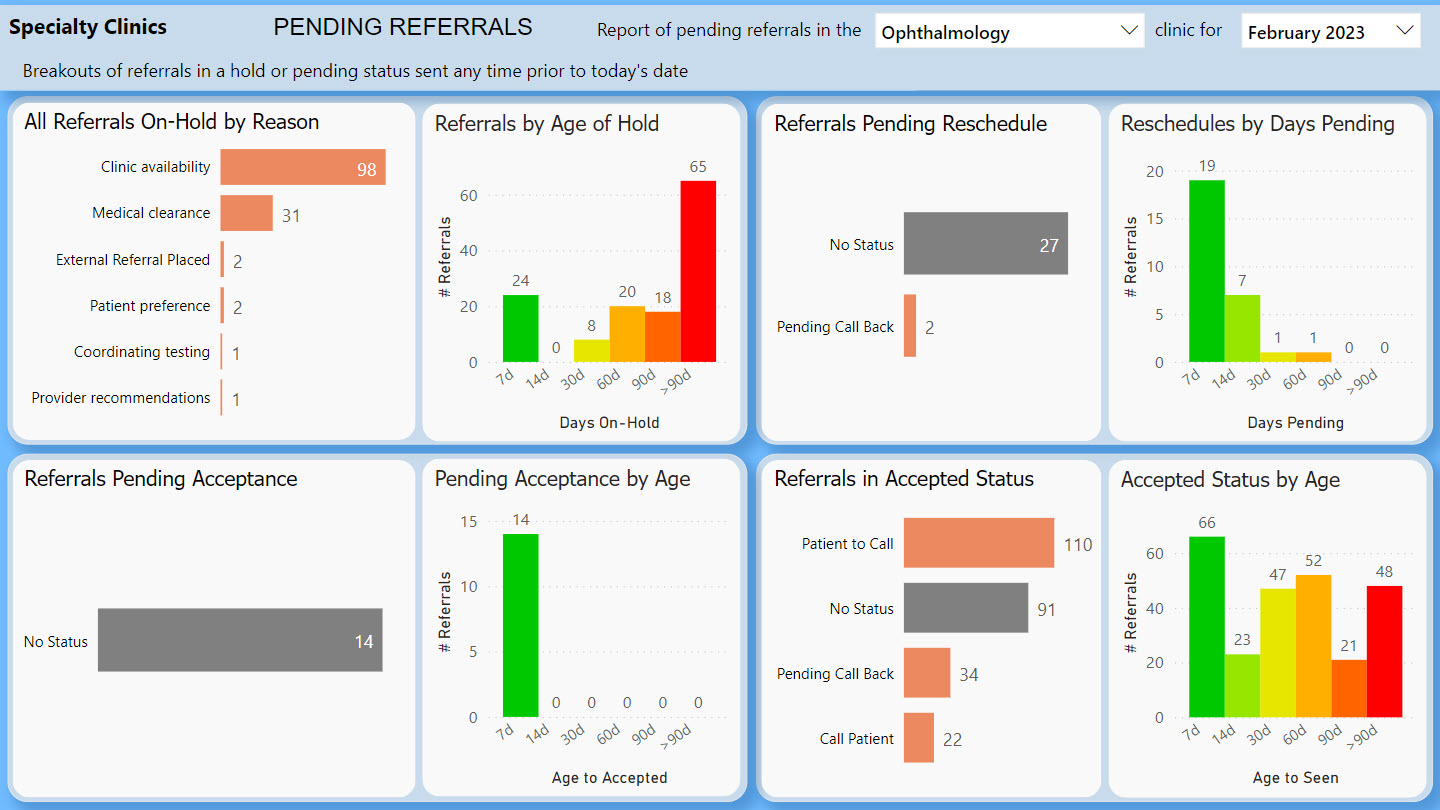 Specialty Clinics
PENDING REFERRALS
Report of pending referrals in the
Ophthalmology
clinic for
February 2023
Breakouts of referrals in a hold or pending status sent any time prior to today's date
All Referrals On-Hold by Reason
Clinic availability 98
Medical clearance 31
External Referral Placed 2
Patient preference 2
Coordinating testing 1
Provider recommendations 1
Referrals by Age of Hold
# Referrals
60
40
20
0
24 0 8 20 18 65
7d 14d 30d 60d 90d >90d
Days On-Hold
Referrals Pending Reschedule
No Status 27
Pending Call Back 2
Reschedules by Days Pending
# Referrals
20
15
10
5
0
19 7 1 1 0 0
7d 14d 30d 60d 90d >90d
Days Pending
Referrals Pending Acceptance
No Status 14
Pending Acceptance by Age
# Referrals
15
10
5
0
14 0 0 0 0 0
7d 14d 30d 60d 90d >90d
Age to Accepted
Referrals in Accepted Status
Patient to Call 110
No Status 91
Pending Call Back 34
Call Patient 22
Accepted Status by Age
# Referrals
60
40
20
0
66 23 47 52 21 48
7d 14d 30d 60d 90d >90d
Age to Seen